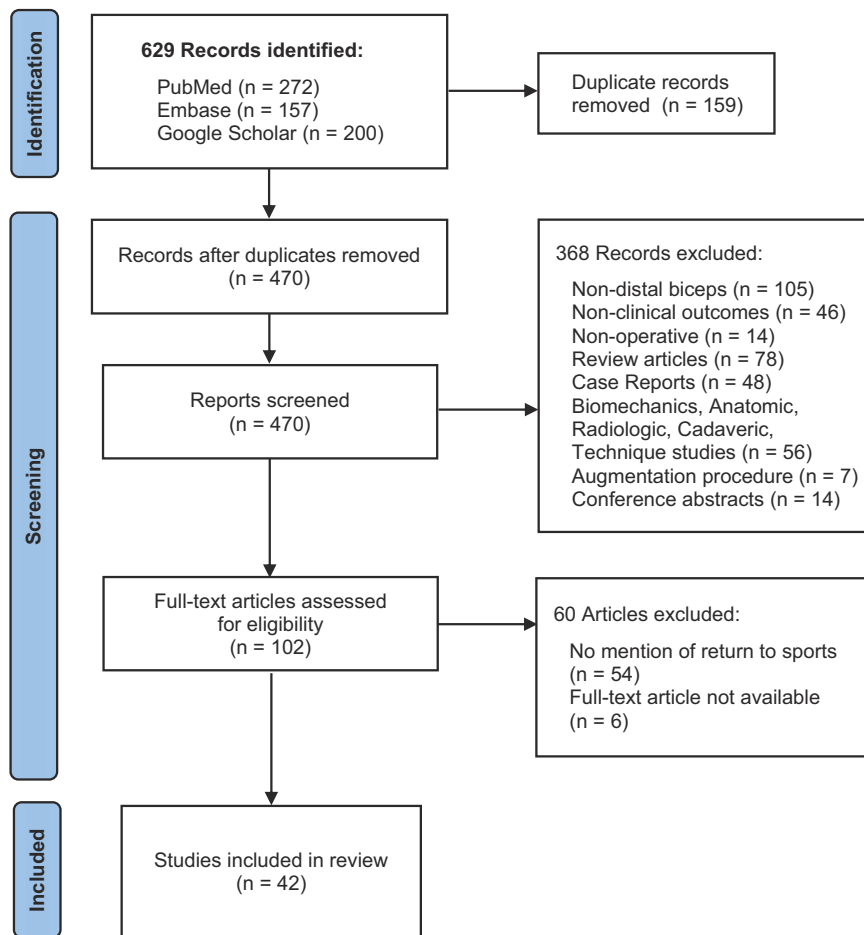 Identification
629 Records identified:
PubMed (n = 272)
Embase (n = 157)
Google Scholar (n = 200)
Duplicate records
removed (n = 159)
Screening
Records after duplicates removed
(n = 470)
Reports screened
(n = 470)
368 Records excluded:
Non-distal biceps (n = 105)
Non-clinical outcomes (n = 46)
Non-operative (n = 14)
Review articles (n = 78)
Case Reports (n = 48)
Biomechanics, Anatomic,
Radiologic, Cadaveric,
Technique studies (n = 56)
Augmentation procedure (n = 7)
Conference abstracts (n = 14)
Full-text articles assessed
for eligibility
(n = 102)
60 Articles excluded:
No mention of return to sports
(n = 54)
Full-text article not available
(n = 6)
Included
Studies included in review
(n = 42)